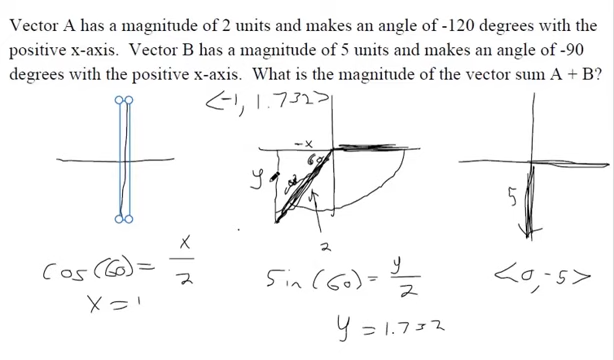 Vector A has a magnitude of 2 units and makes an angle of -120 degrees with the
positive x-axis.  Vector B has a magnitude of 5 units and makes an angle of -90
degrees with the positive x-axis.  What is the magnitude of the vector sum A + B?
<-1, 1.732>
-x
60
y
5
2
cos(60) = x/2
x = 1
sin(60) = y/2
y = 1.732
<0, -5>